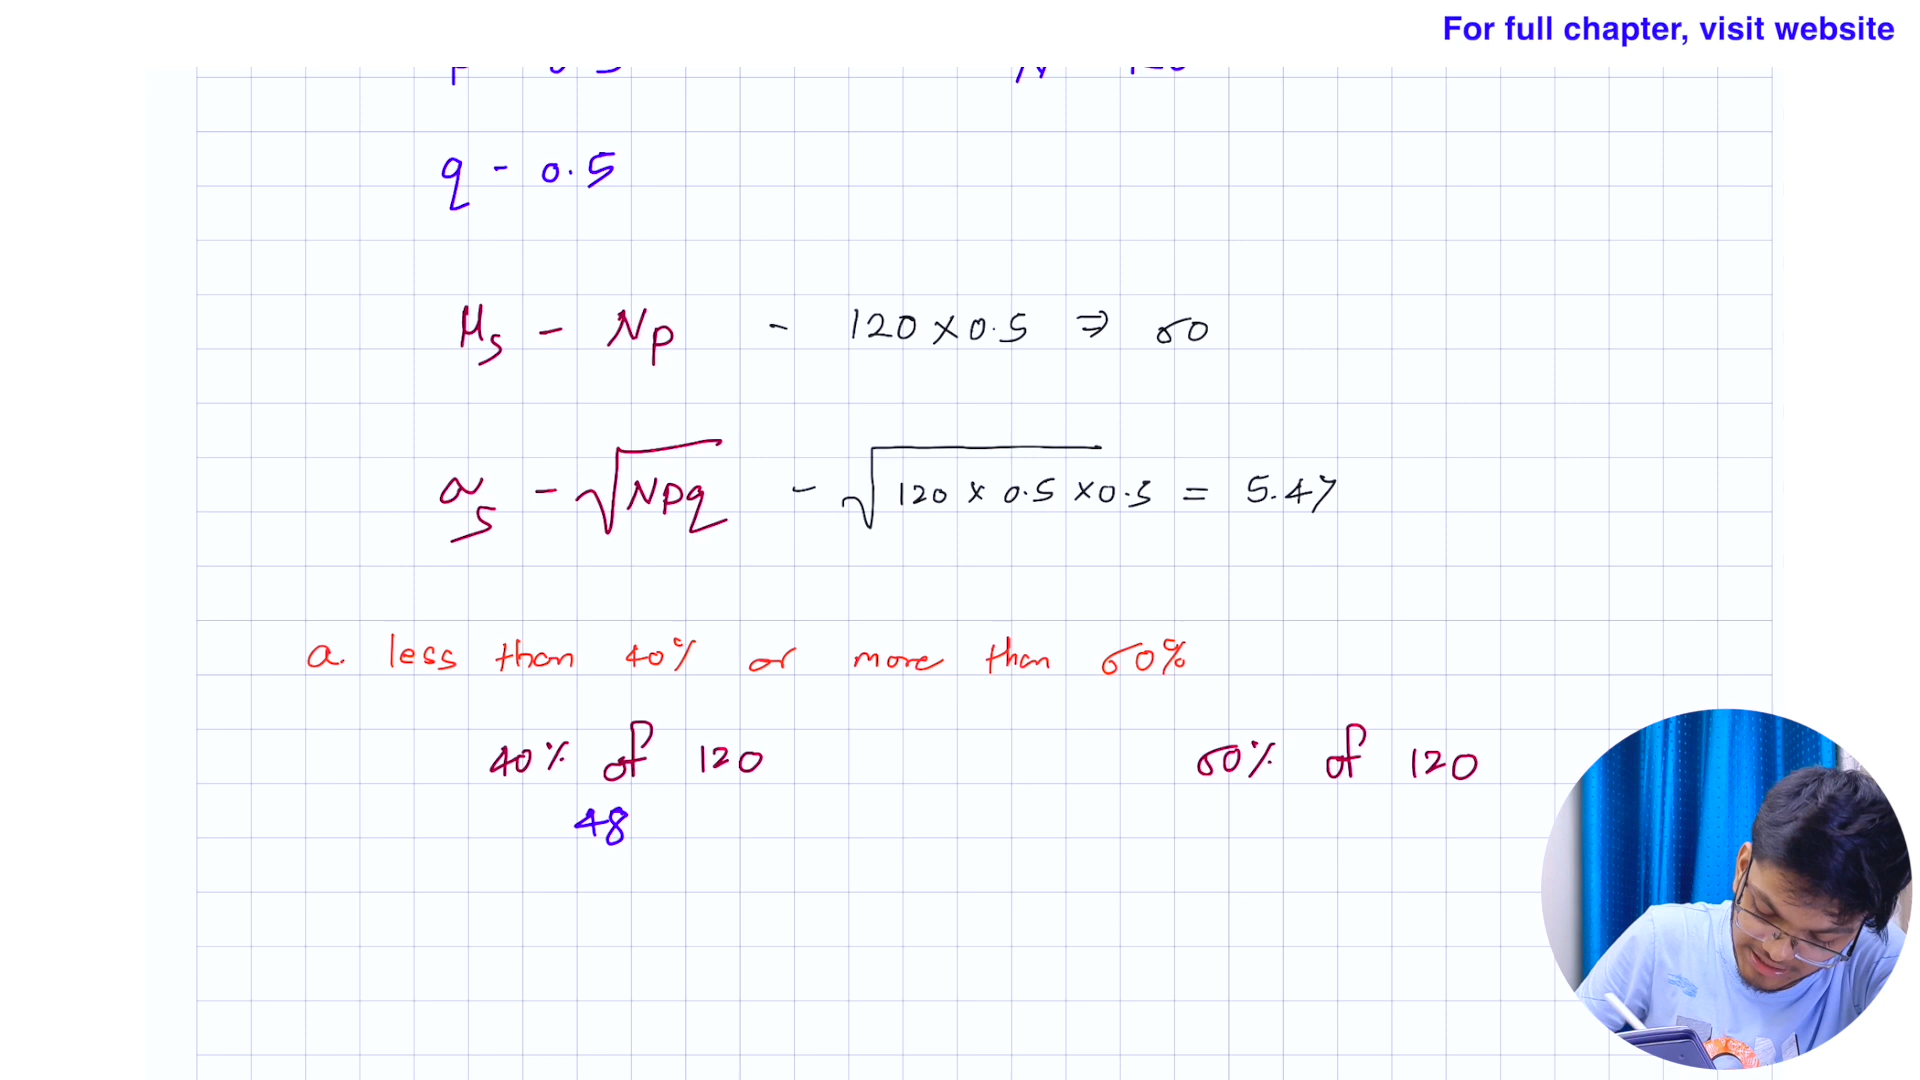 For full chapter, visit website
q - 0.5
μs - Np - 120 × 0.5 ⇒ 60
σs - √Npq - √120 × 0.5 × 0.5 = 5.47
a. less than 40% or more than 60%
40% of 120 60% of 120
48